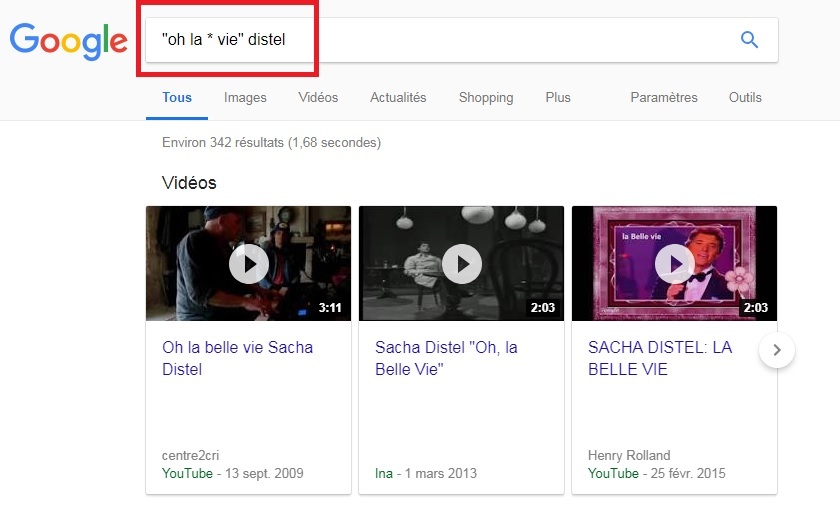 Google
"oh la * vie" distel
Tous Images Vidéos Actualités Shopping Plus Paramètres Outils
Environ 342 résultats (1,68 secondes)
Vidéos
3:11
2:03
la Belle vie
2:03
Oh la belle vie Sacha
Distel
centre2cri
YouTube - 13 sept. 2009
Sacha Distel "Oh, la
Belle Vie"
Ina - 1 mars 2013
SACHA DISTEL: LA
BELLE VIE
Henry Rolland
YouTube - 25 févr. 2015